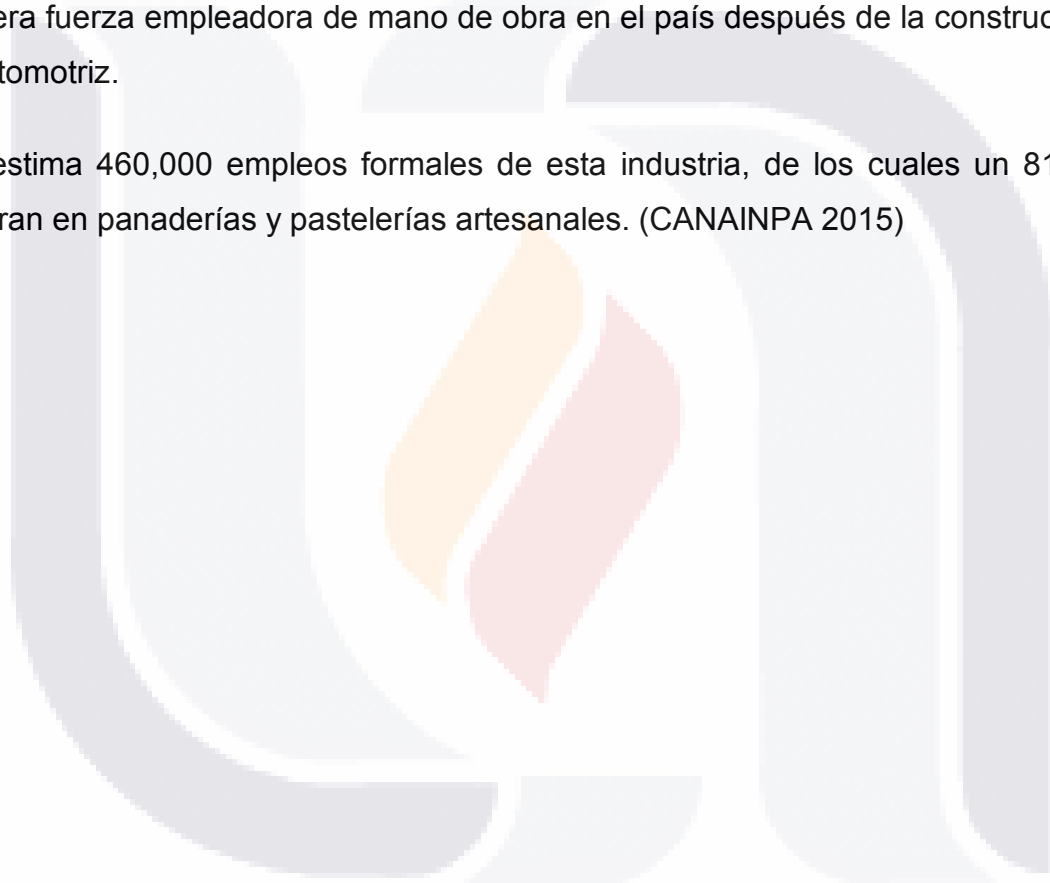 era fuerza empleadora de mano de obra en el país después de la construc
tomotriz.
estima 460,000 empleos formales de esta industria, de los cuales un 81
ran en panaderías y pastelerías artesanales. (CANAINPA 2015)